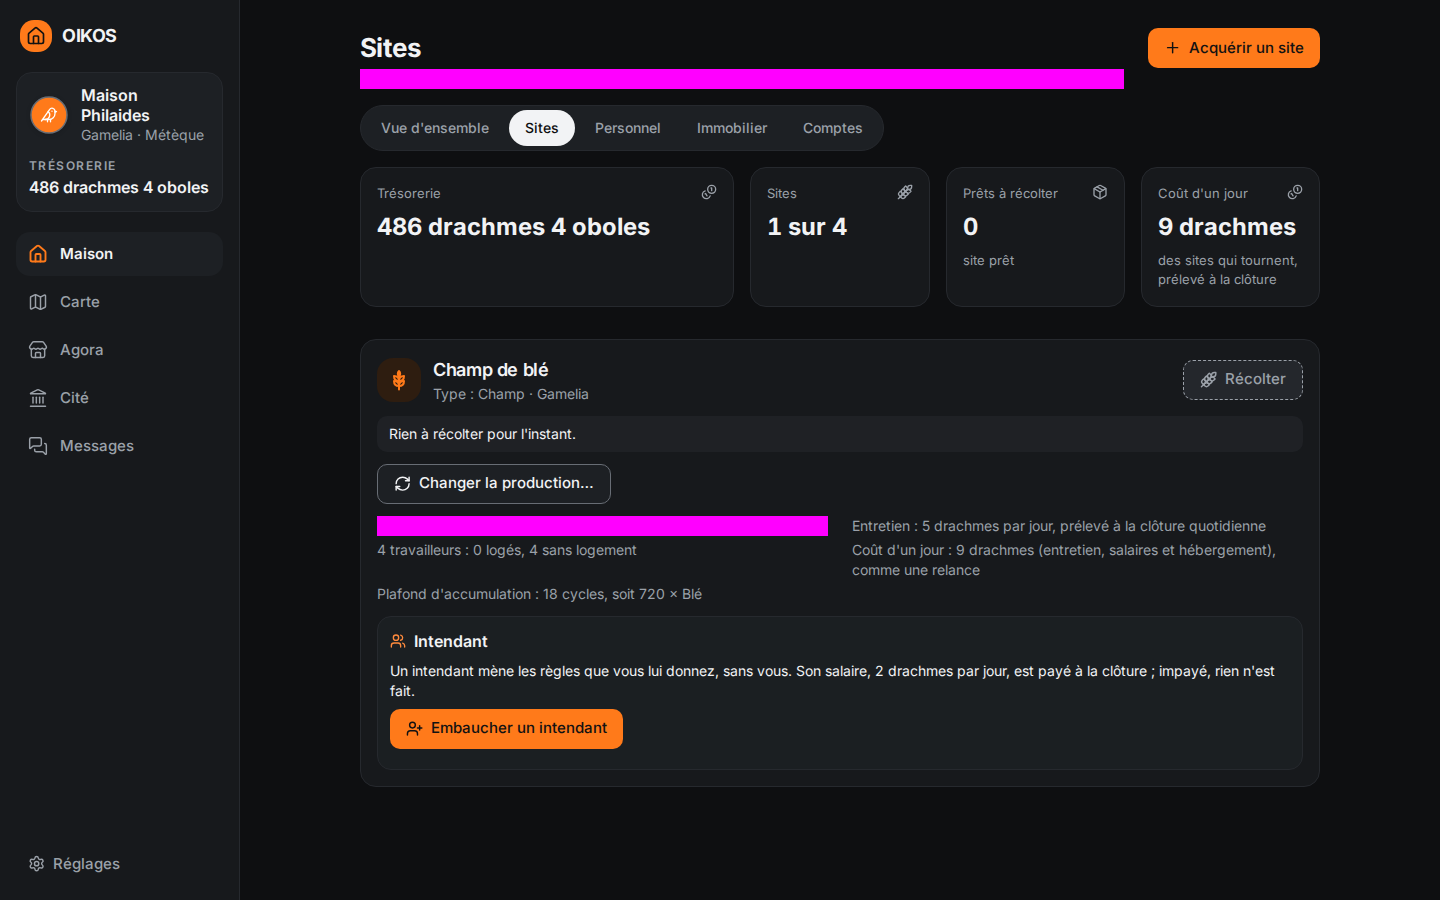 OIKOS
Maison
Philaides
Gamelia · Métèque
TRÉSORERIE
486 drachmes 4 oboles
Maison
Carte
Agora
Cité
Messages
Réglages
Sites
Acquérir un site
Vue d'ensemble
Sites
Personnel
Immobilier
Comptes
Trésorerie
486 drachmes 4 oboles
Sites
1 sur 4
Prêts à récolter
0
site prêt
Coût d'un jour
9 drachmes
des sites qui tournent,
prélevé à la clôture
Champ de blé
Type : Champ · Gamelia
Récolter
Rien à récolter pour l'instant.
Changer la production...
Entretien : 5 drachmes par jour, prélevé à la clôture quotidienne
4 travailleurs : 0 logés, 4 sans logement
Coût d'un jour : 9 drachmes (entretien, salaires et hébergement),
comme une relance
Plafond d'accumulation : 18 cycles, soit 720 × Blé
Intendant
Un intendant mène les règles que vous lui donnez, sans vous. Son salaire, 2 drachmes par jour, est payé à la clôture ; impayé, rien n'est
fait.
Embaucher un intendant